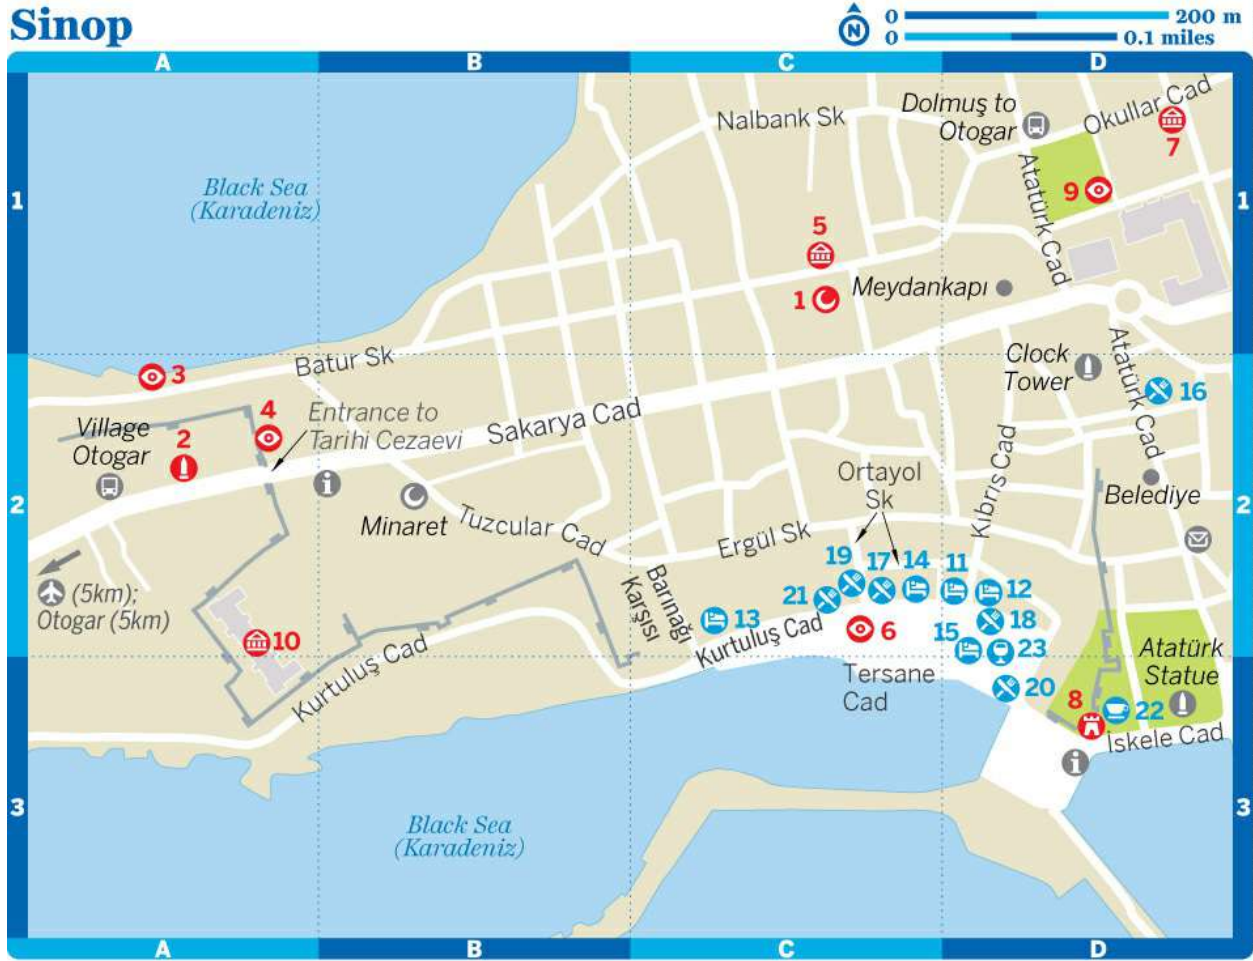 Sinop
N
0 200 m
0 0.1 miles
A B C D
1
Nalbank Sk
Dolmuş to
Otogar
Okullar Cad
7
Black Sea
(Karadeniz)
9
Atatürk Cad
5
1
Meydankapı
1
Batur Sk
3
Clock
Tower
Atatürk Cad
16
4
Entrance to
Tarihi Cezaevi
Village
Otogar
2
Sakarya Cad
Ortayol
Sk
Kıbrıs Cad
Belediye
2
Minaret
Tuzcular Cad
Ergül Sk
2
19 17 14 11
12
21
(5km);
Otogar (5km)
Barınağı
Karşısı
13
18
6
15
23
10
Kurtuluş Cad
Kurtuluş Cad
Atatürk
Statue
Tersane
Cad
20
8
22
İskele Cad
3
Black Sea
(Karadeniz)
3
A B C D